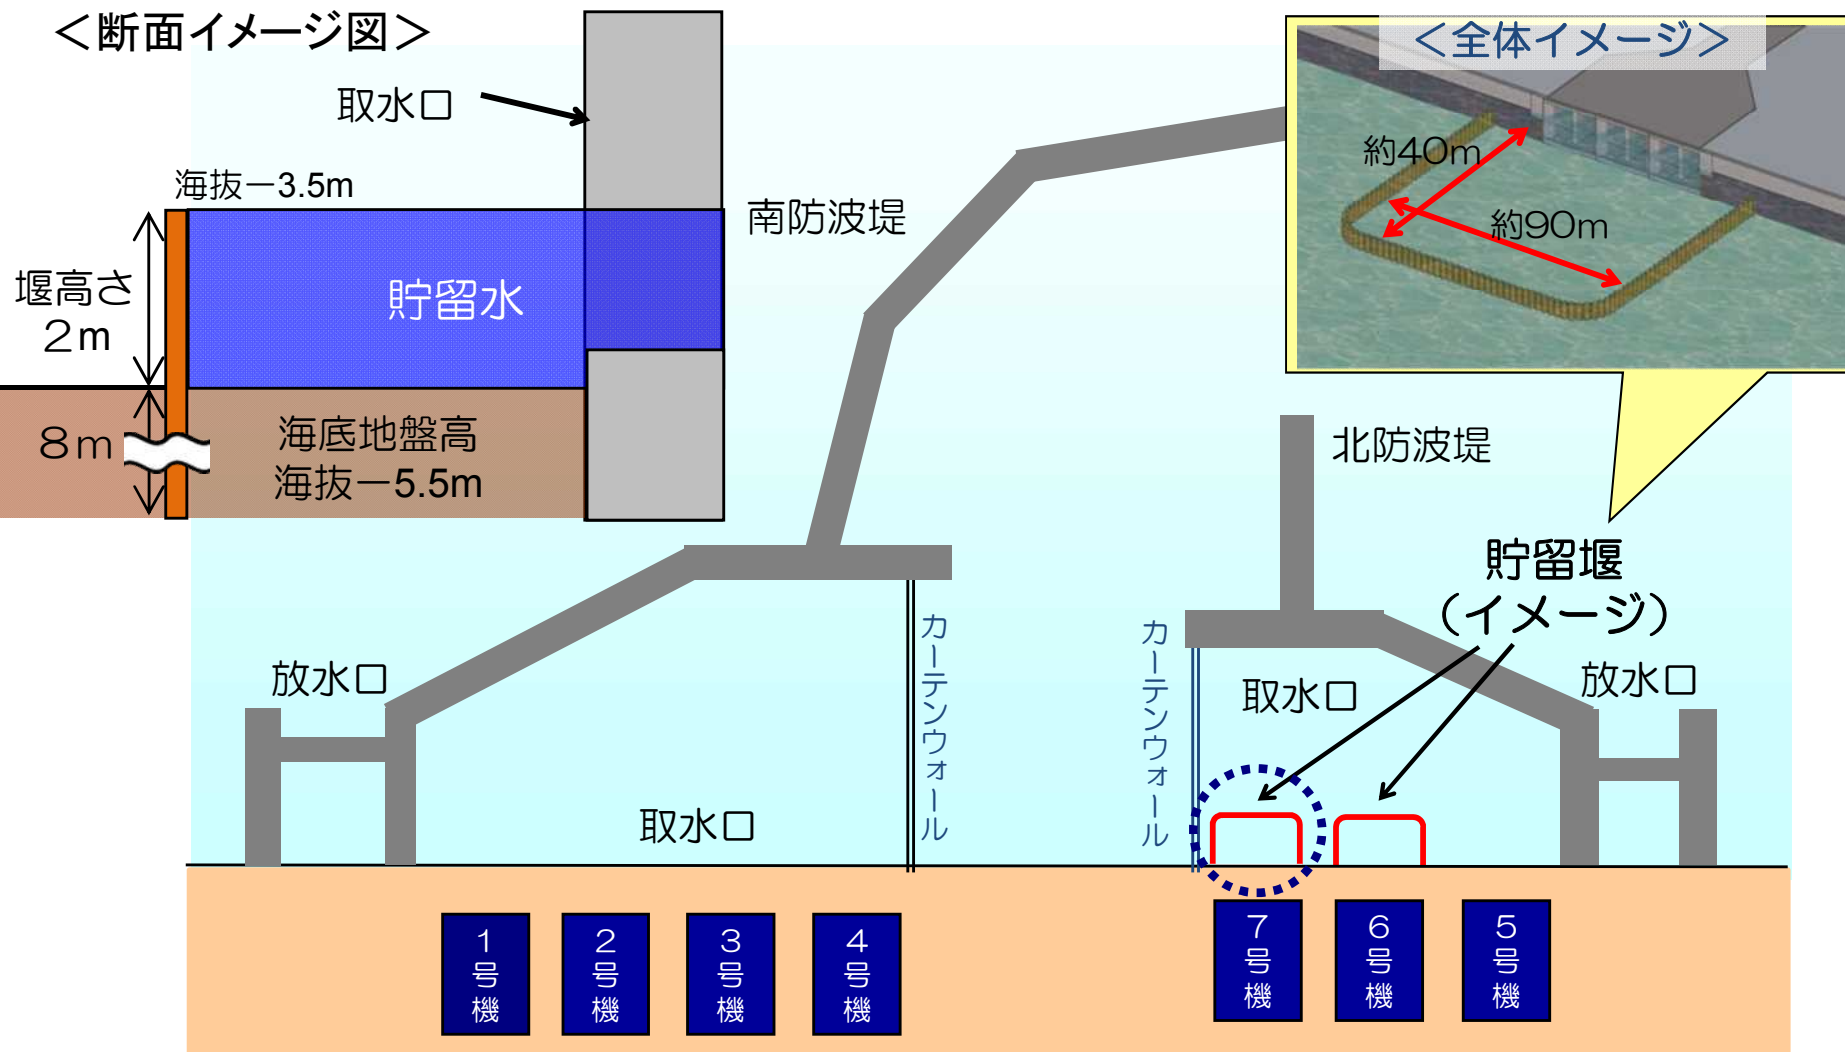 ＜断面イメージ図＞
取水口
海抜－3.5m
堰高さ
２ｍ
貯留水
８ｍ
海底地盤高
海抜－5.5m
＜全体イメージ＞
約40m
約90m
南防波堤
北防波堤
貯留堰
（イメージ）
放水口
カーテンウォール
カーテンウォール
取水口
放水口
取水口
１号機
２号機
３号機
４号機
７号機
６号機
５号機